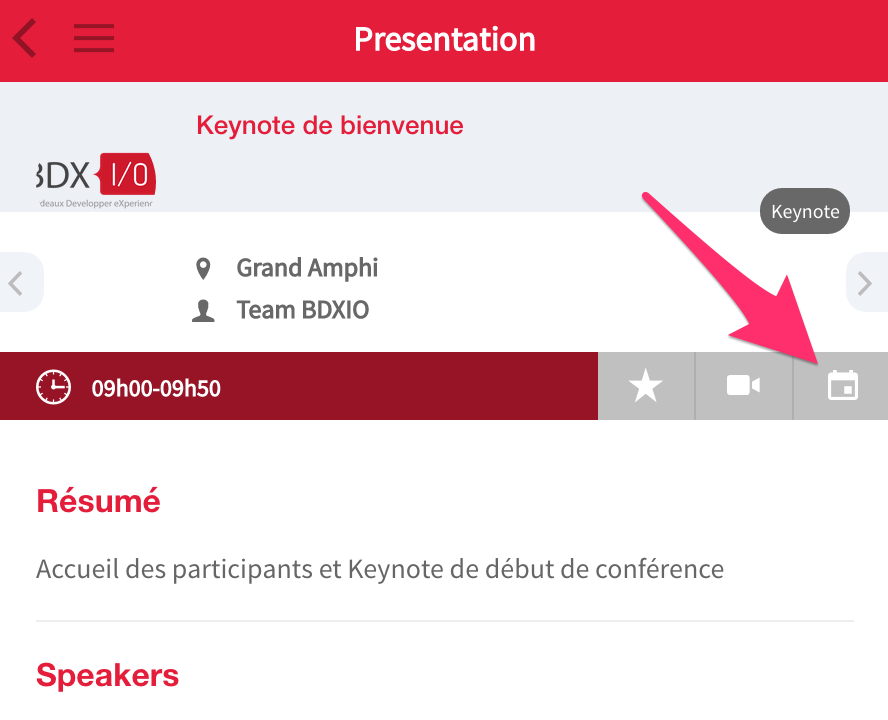 Presentation
Keynote de bienvenue
BDX I/O
deaux Developper eXperienr
Keynote
Grand Amphi
Team BDXIO
09h00-09h50
Résumé
Accueil des participants et Keynote de début de conférence
Speakers